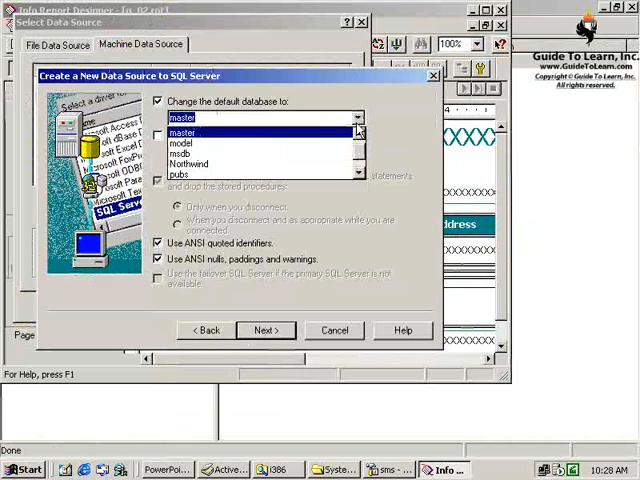 Info Report Designer - [q_02.rpt]
Select Data Source
File Data Source
Machine Data Source
100%
Guide To Learn, Inc.
www.GuideToLearn.com
Copyright © Guide To Learn, Inc.
All rights reserved.
Create a New Data Source to SQL Server
Select a driver for
Access
dBase
Microsoft Excel
Microsoft FoxPro
Microsoft ODBC
Microsoft Para
Microsoft Text
SQL Server
Change the default database to:
master
master
model
msdb
Northwind
pubs
statements
and drop the stored procedures:
Only when you disconnect.
When you disconnect and as appropriate while you are
connected.
Use ANSI quoted identifiers.
Use ANSI nulls, paddings and warnings.
Use the failover SQL Server if the primary SQL Server is not
available.
XXXXX
address
< Back
Next >
Cancel
Help
Page
For Help, press F1
Done
Start
PowerPoi...
Active...
i386
Syste...
sms - ...
Info ...
10:28 AM